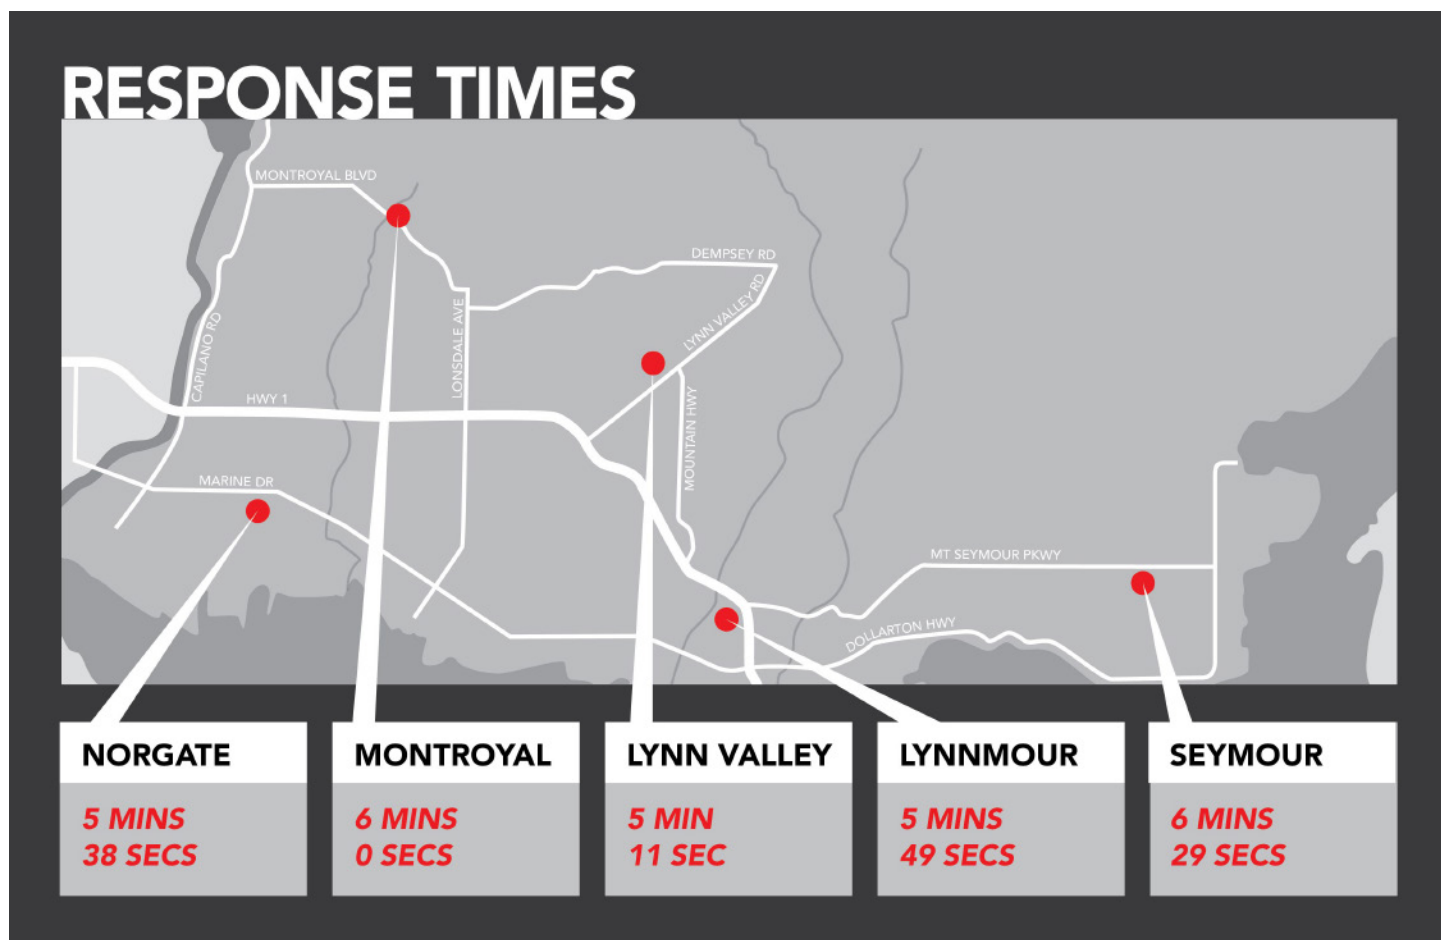 RESPONSE TIMES
MONTROYAL BLVD
DEMPSEY RD
LYNN VALLEY RD
CAPILANO RD
LONSDALE AVE
HWY 1
MOUNTAIN HWY
MARINE DR
MT SEYMOUR PKWY
DOLLARTON HWY
NORGATE
5 MINS
38 SECS
MONTROYAL
6 MINS
0 SECS
LYNN VALLEY
5 MIN
11 SEC
LYNNMOUR
5 MINS
49 SECS
SEYMOUR
6 MINS
29 SECS